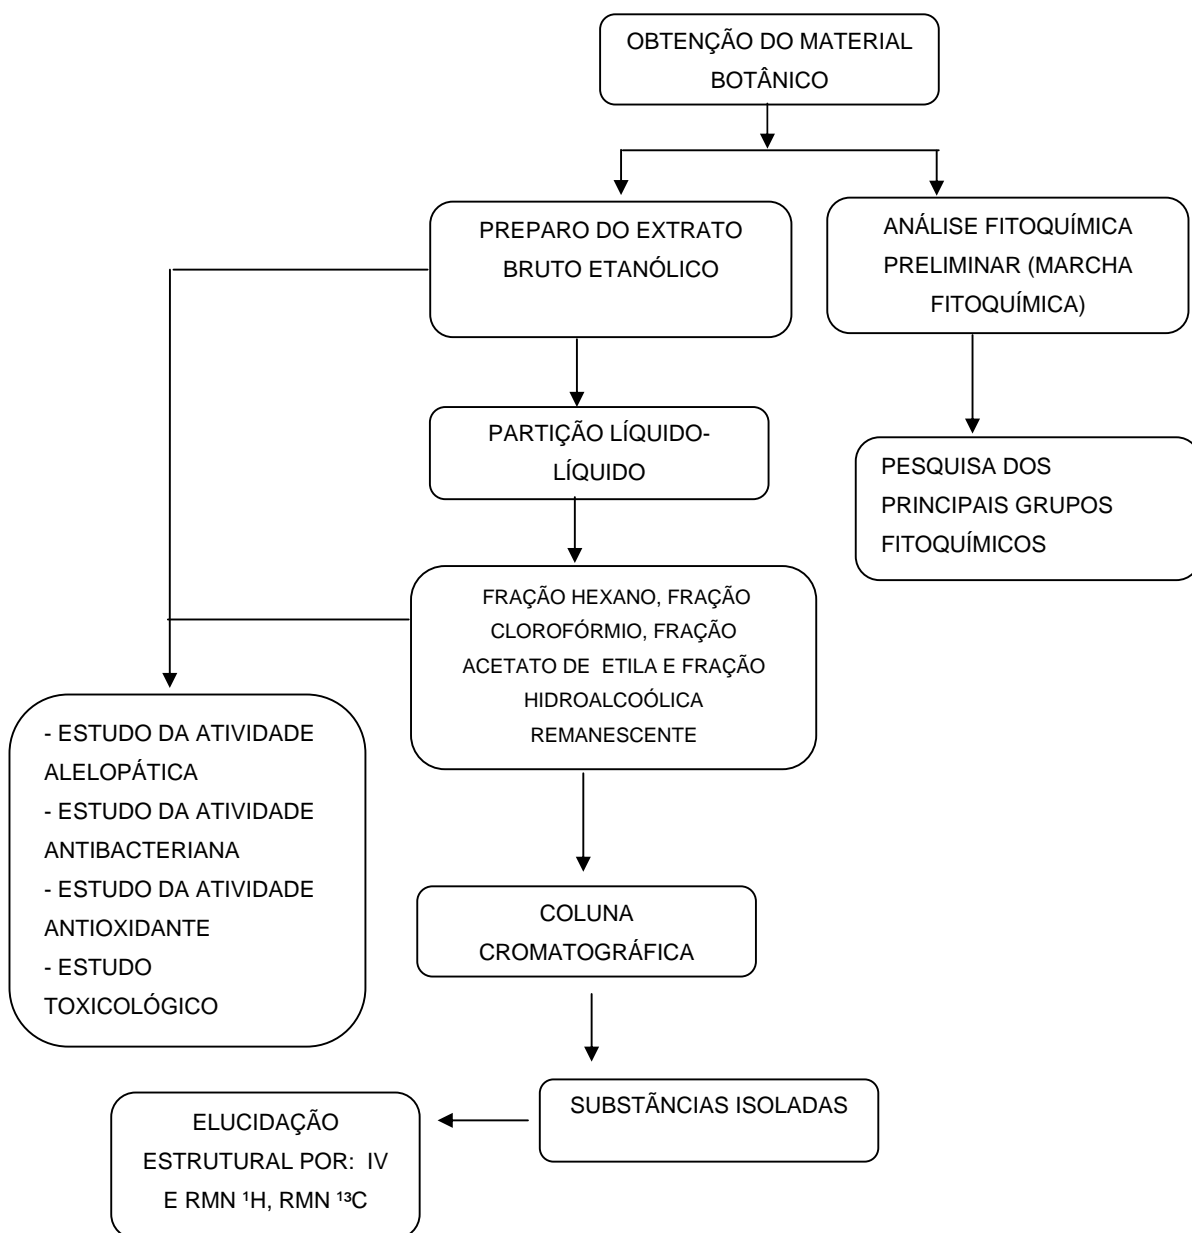 OBTENÇÃO DO MATERIAL
BOTÂNICO
PREPARO DO EXTRATO
BRUTO ETANÓLICO
ANÁLISE FITOQUÍMICA
PRELIMINAR (MARCHA
FITOQUÍMICA)
PARTIÇÃO LÍQUIDO-
LÍQUIDO
PESQUISA DOS
PRINCIPAIS GRUPOS
FITOQUÍMICOS
FRAÇÃO HEXANO, FRAÇÃO
CLOROFÓRMIO, FRAÇÃO
ACETATO DE ETILA E FRAÇÃO
HIDROALCOÓLICA
REMANESCENTE
- ESTUDO DA ATIVIDADE
ALELOPÁTICA
- ESTUDO DA ATIVIDADE
ANTIBACTERIANA
- ESTUDO DA ATIVIDADE
ANTIOXIDANTE
- ESTUDO
TOXICOLÓGICO
COLUNA
CROMATOGRÁFICA
SUBSTÃNCIAS ISOLADAS
ELUCIDAÇÃO
ESTRUTURAL POR: IV
E RMN ¹H, RMN ¹³C